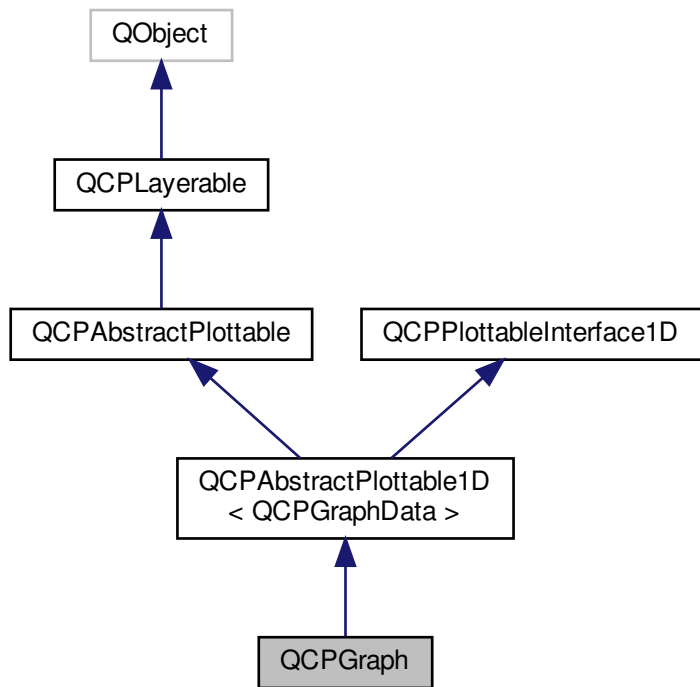 QObject
QCPLayerable
QCPAbstractPlottable
QCPPlottableInterface1D
QCPAbstractPlottable1D
< QCPGraphData >
QCPGraph